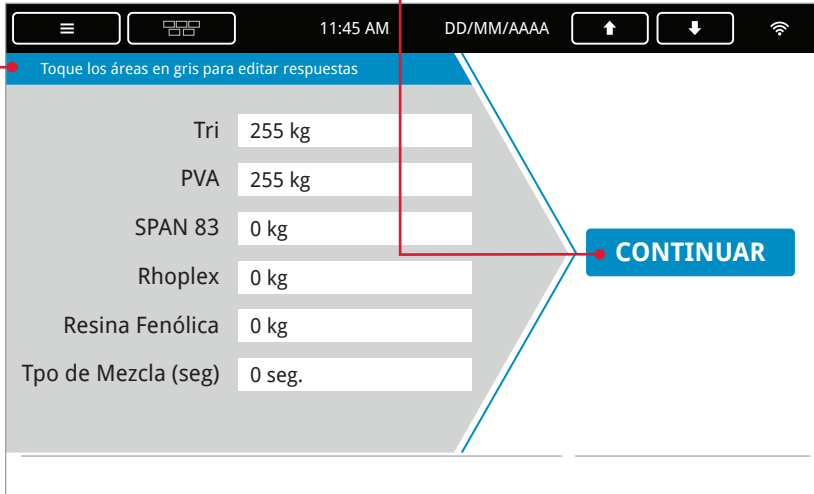 11:45 AM DD/MM/AAAA
Toque los áreas en gris para editar respuestas
Tri 255 kg
PVA 255 kg
SPAN 83 0 kg
Rhoplex 0 kg
CONTINUAR
Resina Fenólica 0 kg
Tpo de Mezcla (seg) 0 seg.